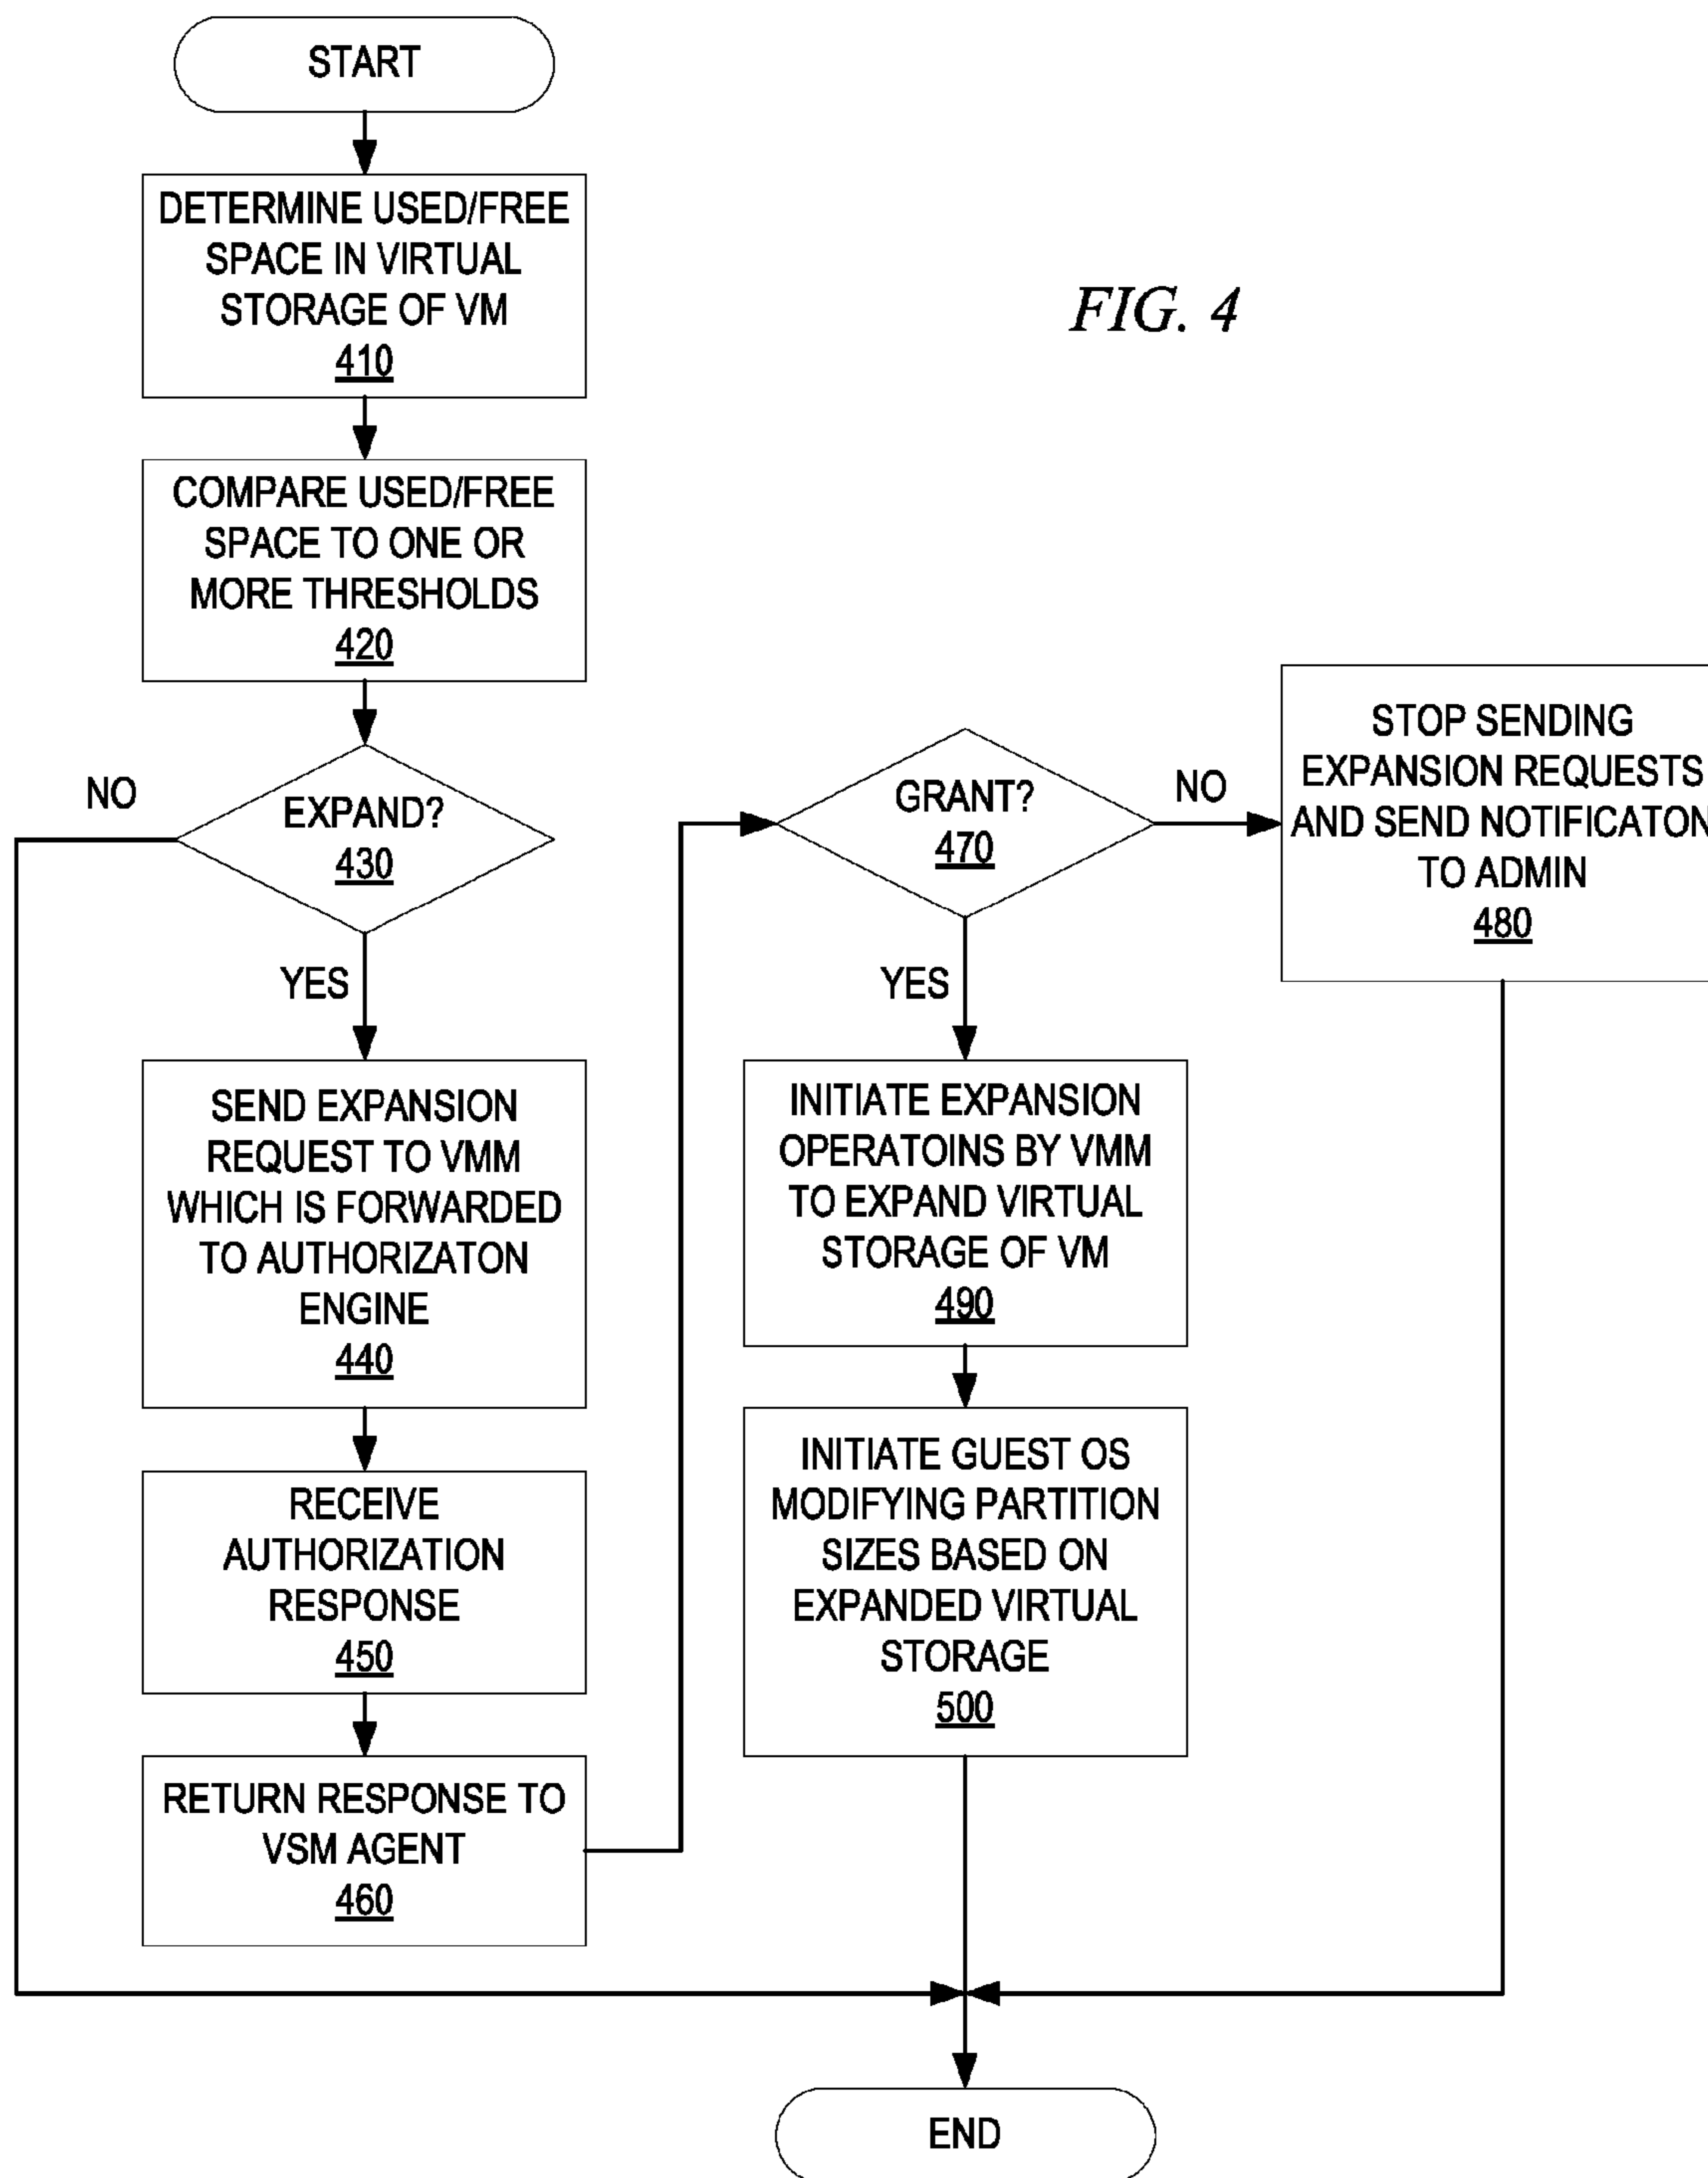 START
DETERMINE USED/FREE
SPACE IN VIRTUAL
STORAGE OF VM
410
FIG. 4
COMPARE USED/FREE
SPACE TO ONE OR
MORE THRESHOLDS
420
NO
EXPAND?
430
YES
SEND EXPANSION
REQUEST TO VMM
WHICH IS FORWARDED
TO AUTHORIZATON
ENGINE
440
RECEIVE
AUTHORIZATION
RESPONSE
450
RETURN RESPONSE TO
VSM AGENT
460
GRANT?
470
NO
YES
STOP SENDING
EXPANSION REQUESTS
AND SEND NOTIFICATON
TO ADMIN
480
INITIATE EXPANSION
OPERATOINS BY VMM
TO EXPAND VIRTUAL
STORAGE OF VM
490
INITIATE GUEST OS
MODIFYING PARTITION
SIZES BASED ON
EXPANDED VIRTUAL
STORAGE
500
END